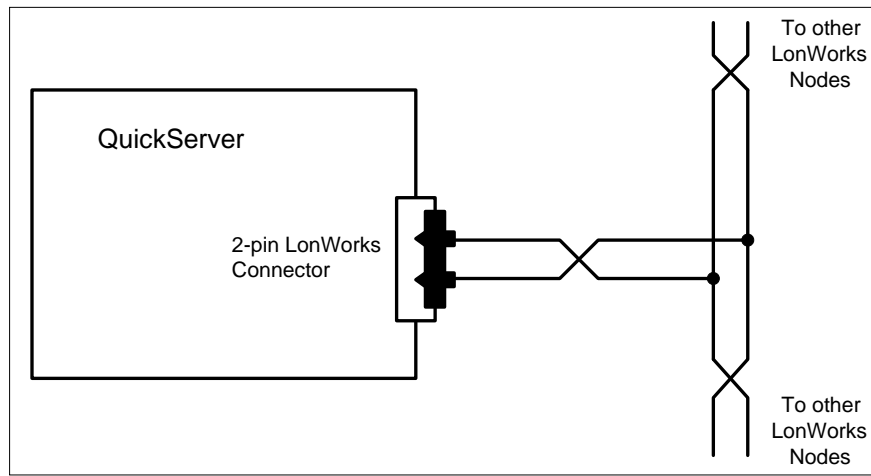 To other
LonWorks
Nodes
QuickServer
2-pin LonWorks
Connector
To other
LonWorks
Nodes